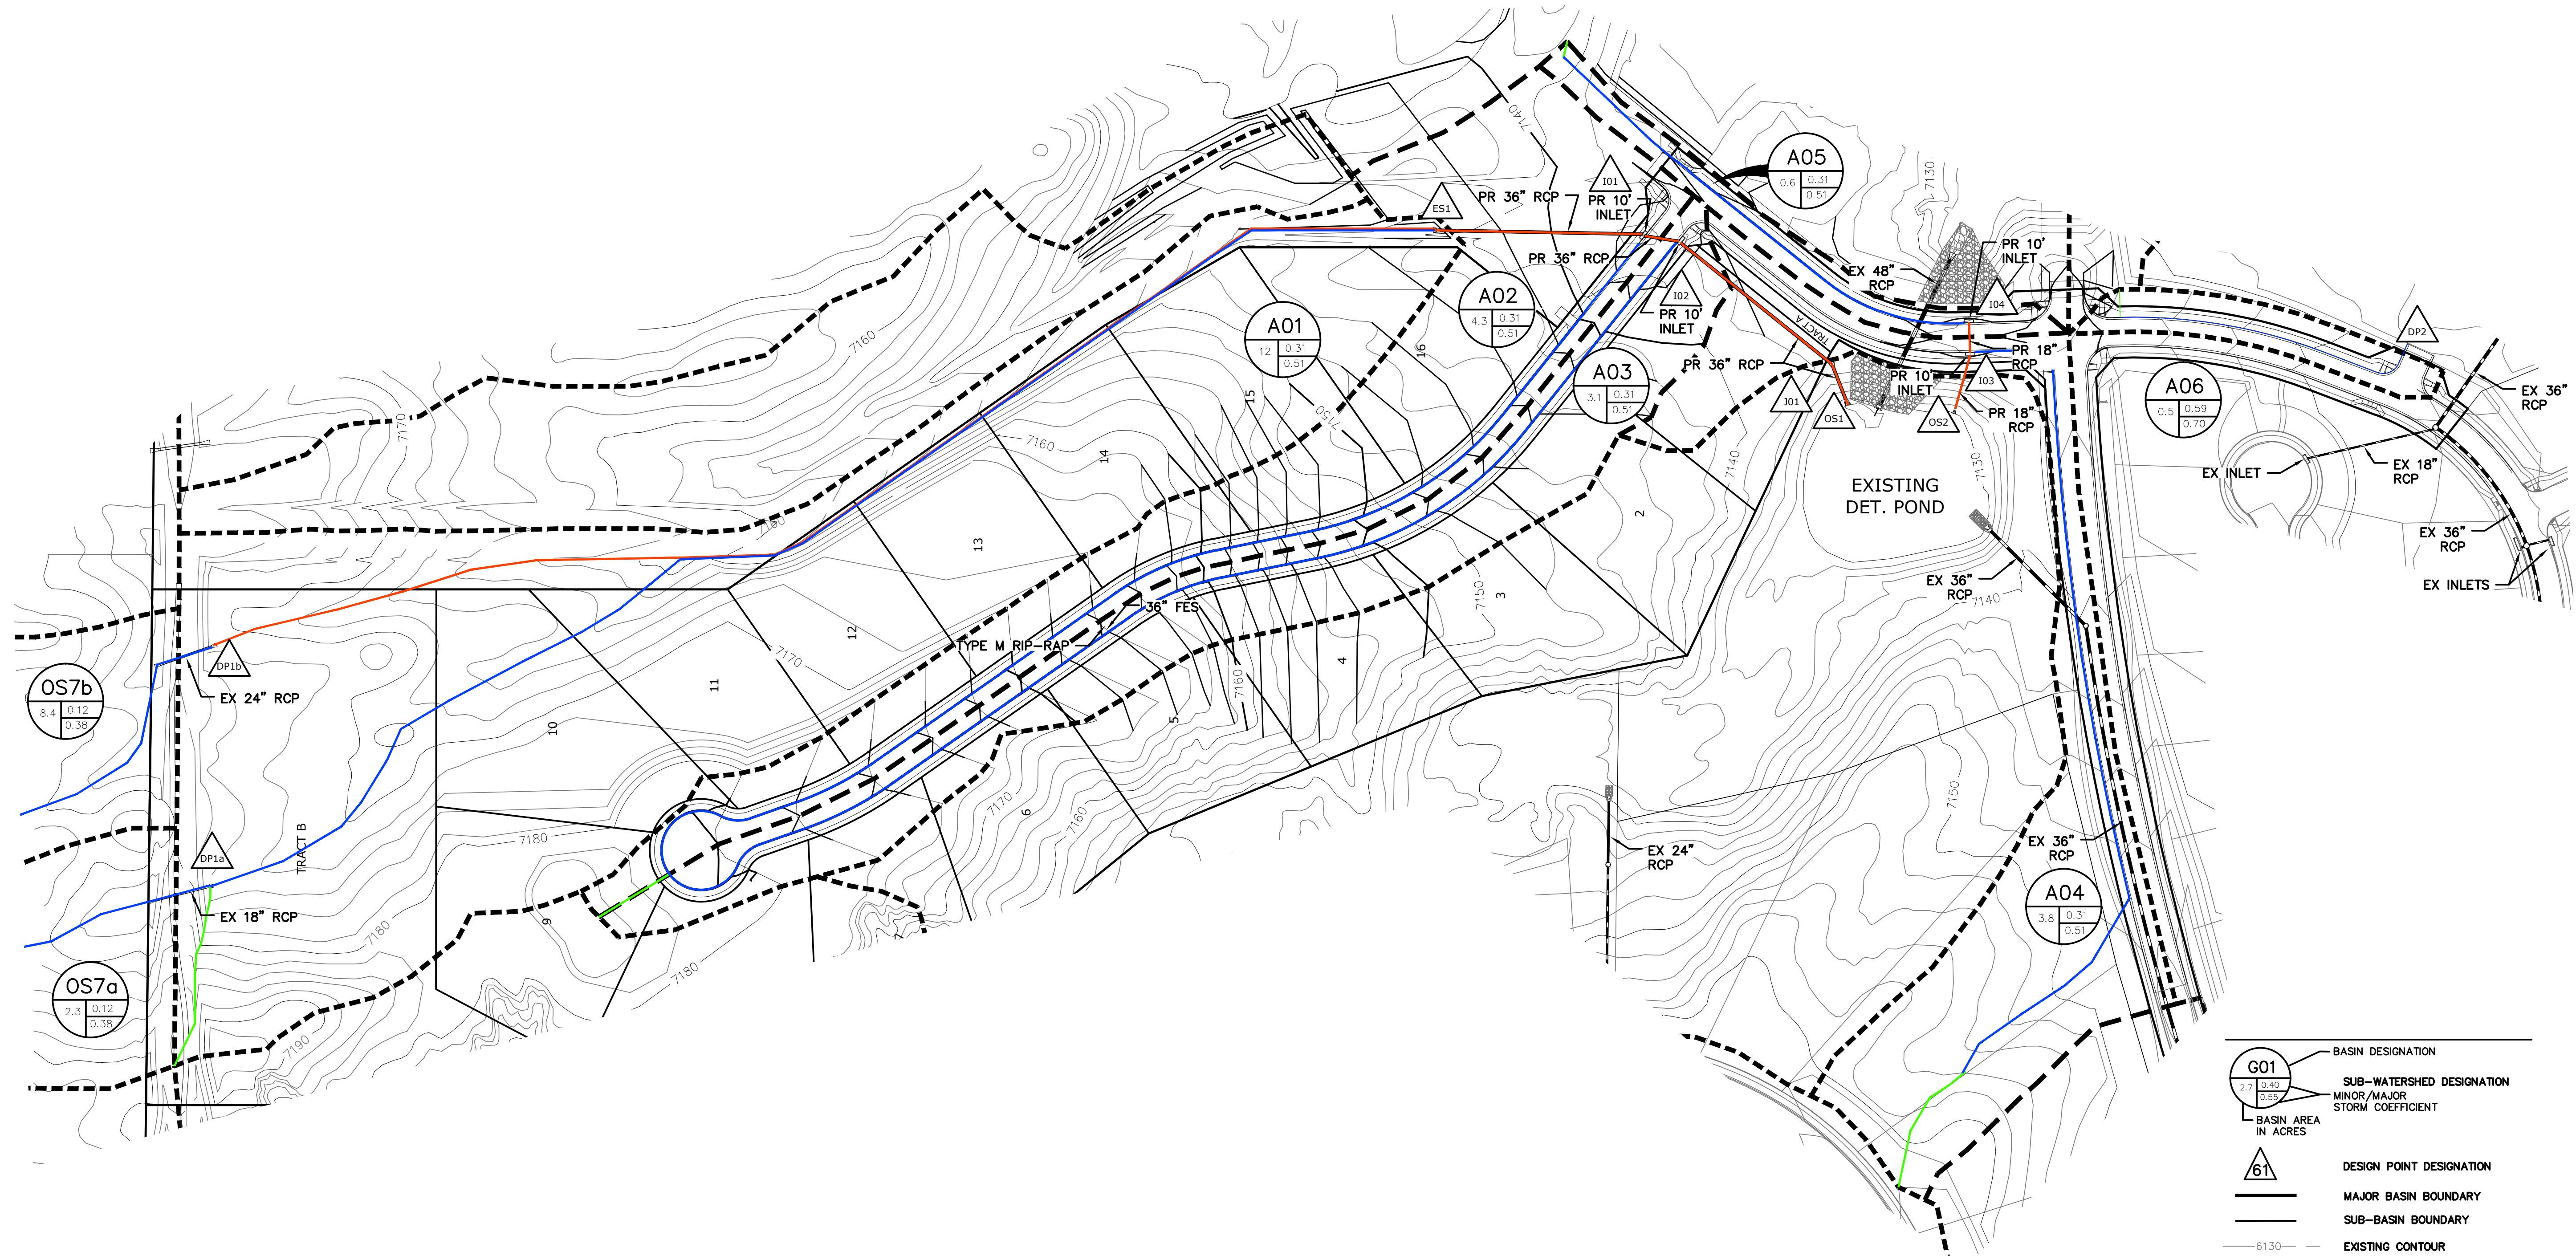 7140
A05
0.6
0.31
0.51
7130
I01
ES1
PR 36" RCP
PR 10'
INLET
PR 36" RCP
EX 48"
RCP
PR 10'
INLET
I04
I02
PR 10'
INLET
A02
4.3
0.31
0.51
A01
12
0.31
0.51
16
TRACT A
DP2
7160
PR 36" RCP
PR 18"
RCP
PR 10'
INLET
I03
A03
3.1
0.31
0.51
J01
OS1
OS2
PR 18"
RCP
A06
0.5
0.59
0.70
EX 36"
RCP
15
7150
7170
7160
14
7140
7130
EX INLET
EX 18"
RCP
EXISTING
DET. POND
2
7160
13
EX 36"
RCP
EX INLETS
EX 36"
RCP
7140
3
7150
36" FES
12
TYPE M RIP-RAP
7170
4
7160
DP1b
OS7b
8.4
0.12
0.38
EX 24" RCP
11
10
5
7150
7170
6
7160
7180
DP1a
TRACT B
EX 24"
RCP
EX 36"
RCP
A04
3.8
0.31
0.51
EX 18" RCP
9
7
7180
7180
OS7a
2.3
0.12
0.38
7190
G01
2.7
0.40
0.55
BASIN DESIGNATION
SUB-WATERSHED DESIGNATION
MINOR/MAJOR
STORM COEFFICIENT
BASIN AREA
IN ACRES
61
DESIGN POINT DESIGNATION
MAJOR BASIN BOUNDARY
SUB-BASIN BOUNDARY
6130
EXISTING CONTOUR